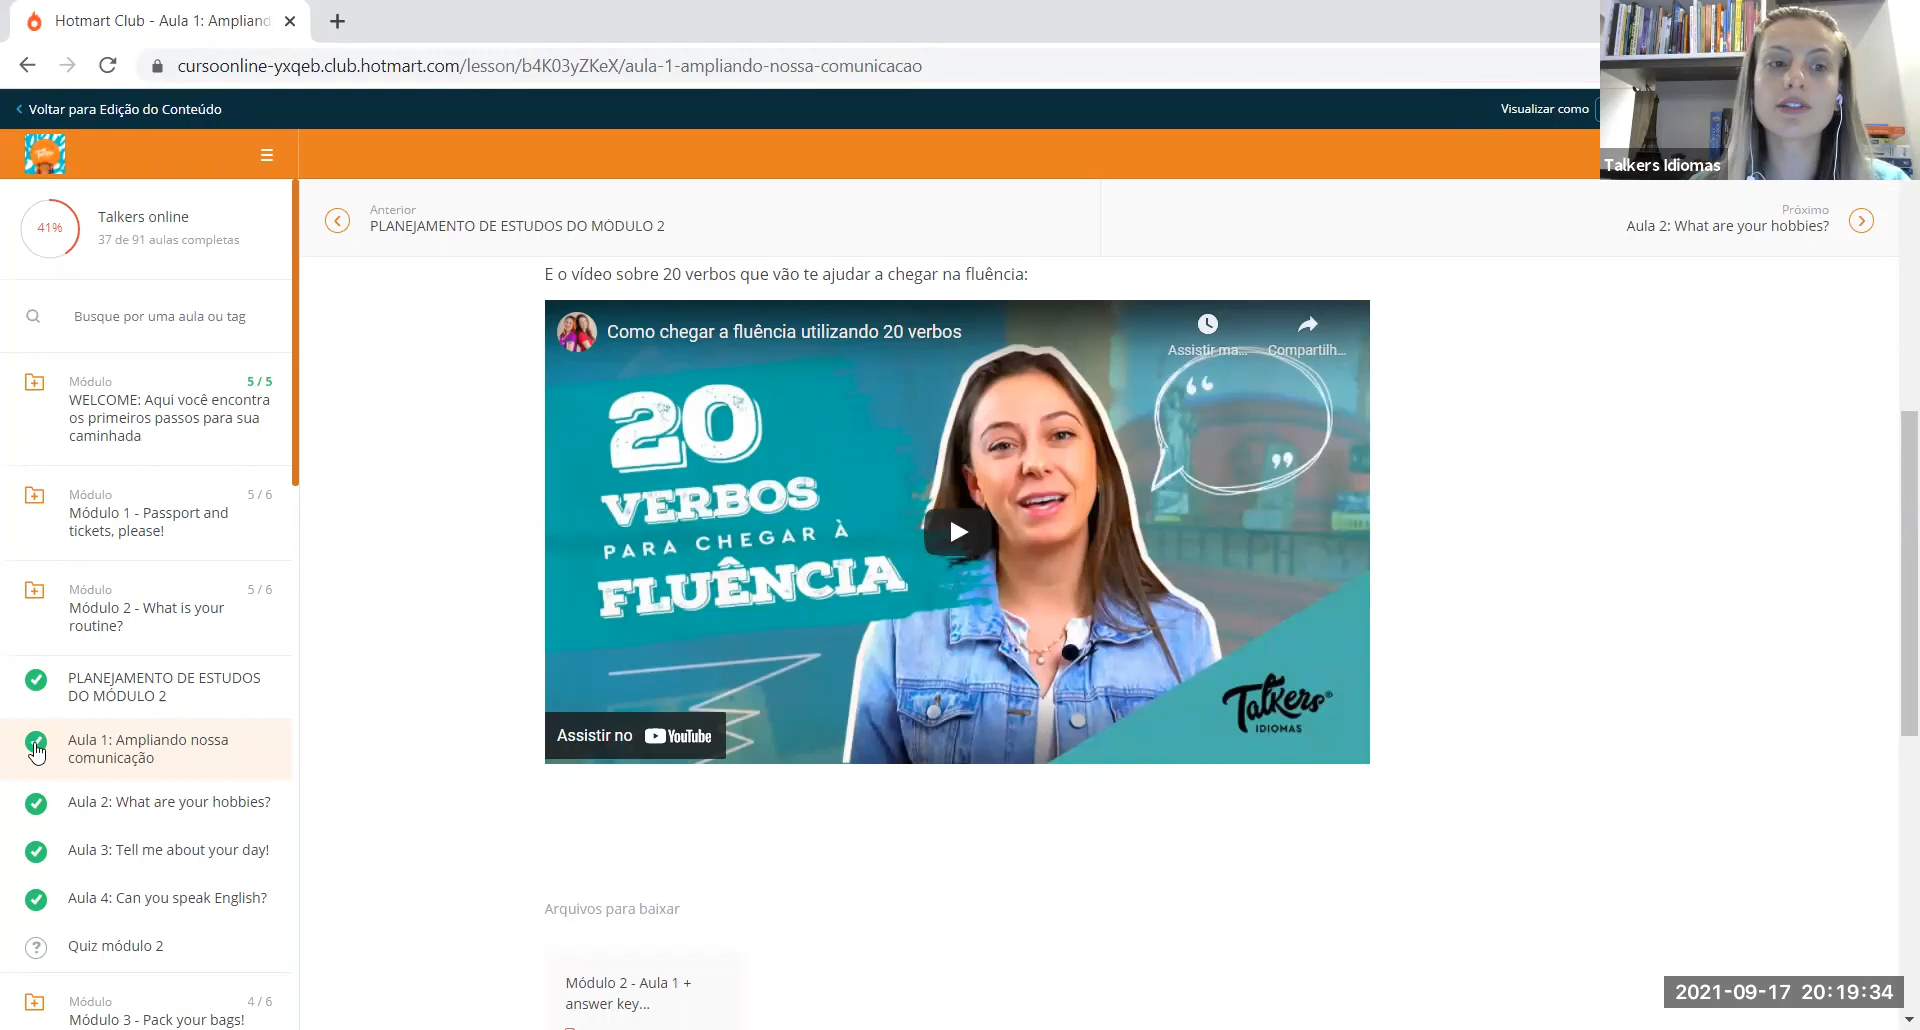 Hotmart Club - Aula 1: Ampliand
cursoonline-yxqeb.club.hotmart.com/lesson/b4K03yZKeX/aula-1-ampliando-nossa-comunicacao
Voltar para Edição do Conteúdo
Visualizar como
Talkers Idiomas
41%
Talkers online
37 de 91 aulas completas
Anterior
PLANEJAMENTO DE ESTUDOS DO MÓDULO 2
Próximo
Aula 2: What are your hobbies?
Busque por uma aula ou tag
Módulo 5 / 5
WELCOME: Aqui você encontra
os primeiros passos para sua
caminhada
Módulo 5 / 6
Módulo 1 - Passport and
tickets, please!
Módulo 5 / 6
Módulo 2 - What is your
routine?
PLANEJAMENTO DE ESTUDOS
DO MÓDULO 2
Aula 1: Ampliando nossa
comunicação
Aula 2: What are your hobbies?
Aula 3: Tell me about your day!
Aula 4: Can you speak English?
Quiz módulo 2
Módulo 4 / 6
Módulo 3 - Pack your bags!
E o vídeo sobre 20 verbos que vão te ajudar a chegar na fluência:
Como chegar a fluência utilizando 20 verbos
Assistir ma...
Compartilh...
20
VERBOS
PARA CHEGAR À
FLUÊNCIA
Talkers®
IDIOMAS
Assistir no YouTube
Arquivos para baixar
Módulo 2 - Aula 1 +
answer key...
2021-09-17 20:19:34